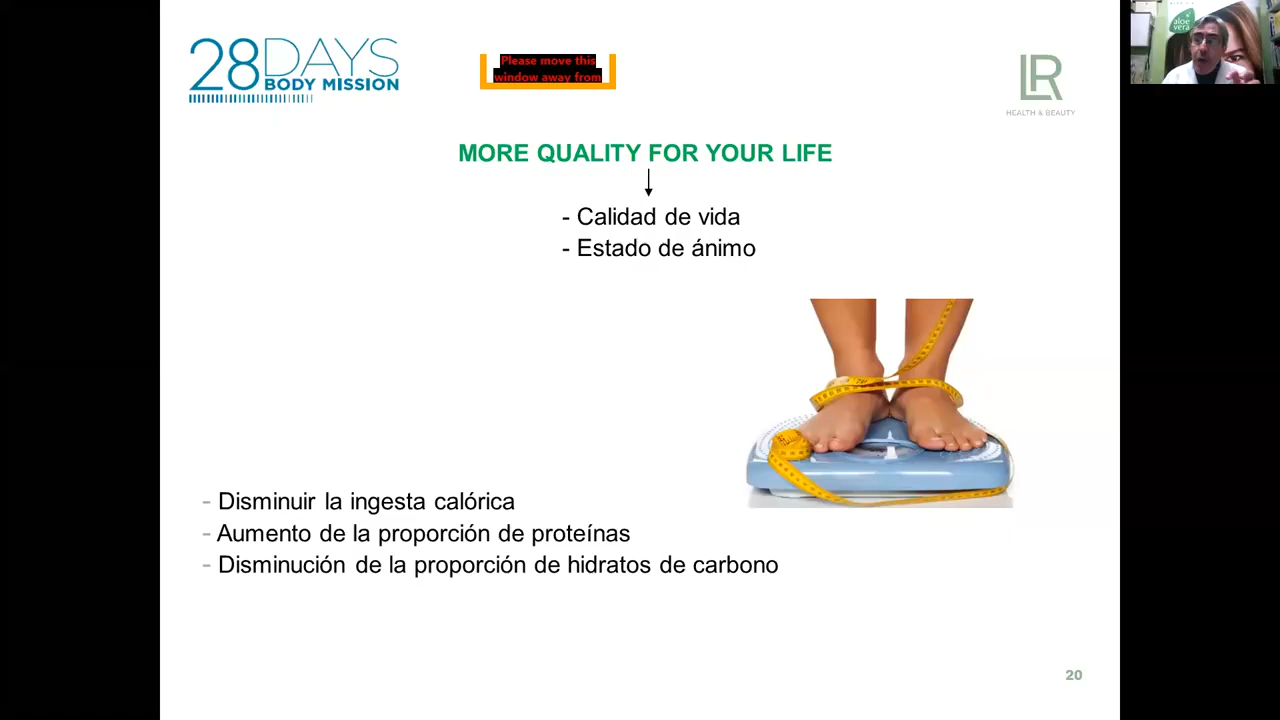 28DAYS
BODY MISSION
Please move this
window away from
LR
HEALTH & BEAUTY
aloe
vera
MORE QUALITY FOR YOUR LIFE
- Calidad de vida
- Estado de ánimo
- Disminuir la ingesta calórica
- Aumento de la proporción de proteínas
- Disminución de la proporción de hidratos de carbono
20